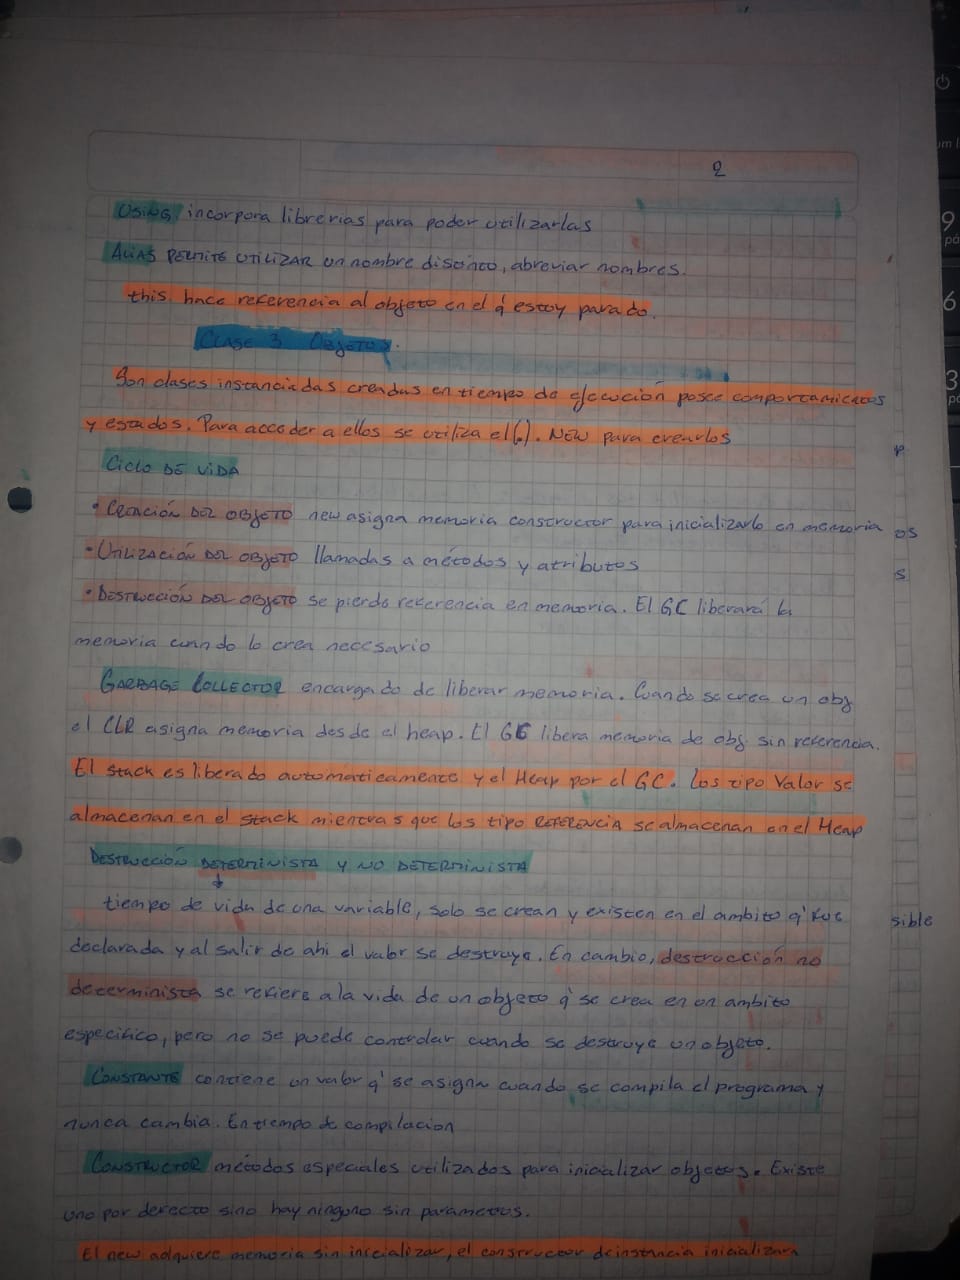 2
USING incorpora librerias para poder utilizarlas
ALIAS PERMITE UTILIZAR un nombre distinto, abreviar nombres.
this hace referencia al objeto en el q' estoy parado.
CLASE 3 OBJETOS.
Son clases instanciadas creadas en tiempo de ejecución posee comportamientos
y estados. Para acceder a ellos se utiliza el (.). NEW para crearlos
CICLO DE VIDA
• CREACIÓN DEL OBJETO new asigna memoria constructor para inicializarlo en memoria
• UTILIZACIÓN DEL OBJETO llamadas a métodos y atributos
• DESTRUCCIÓN DEL OBJETO se pierde referencia en memoria. El GC liberará la
memoria cuando lo crea necesario
GARBAGE COLLECTOR encargado de liberar memoria. Cuando se crea un obj
el CLR asigna memoria desde el heap. El GC libera memoria de obj sin referencia.
El stack es liberado automaticamente y el Heap por el GC. Los tipo Valor se
almacenan en el stack mientras que los tipo REFERENCIA se almacenan en el Heap
DESTRUCCIÓN DETERMINISTA Y NO DETERMINISTA
tiempo de vida de una variable, solo se crean y existen en el ambito q' fue
declarada y al salir de ahi el valor se destruye. En cambio, destrucción no
determinista se refiere a la vida de un objeto q' se crea en un ambito
especifico, pero no se puede controlar cuando se destruye un objeto.
CONSTANTE contiene un valor q' se asigna cuando se compila el programa y
nunca cambia. En tiempo de compilacion
CONSTRUCTOR métodos especiales utilizados para inicializar objetos. Existe
uno por defecto sino hay ninguno sin parametros.
El new adquiere memoria sin inicializar, el constructor de instancia inicializara
os
s
sible
9
6
3